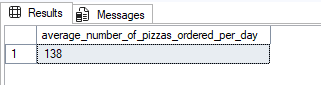 Results Messages
average_number_of_pizzas_ordered_per_day
1 138